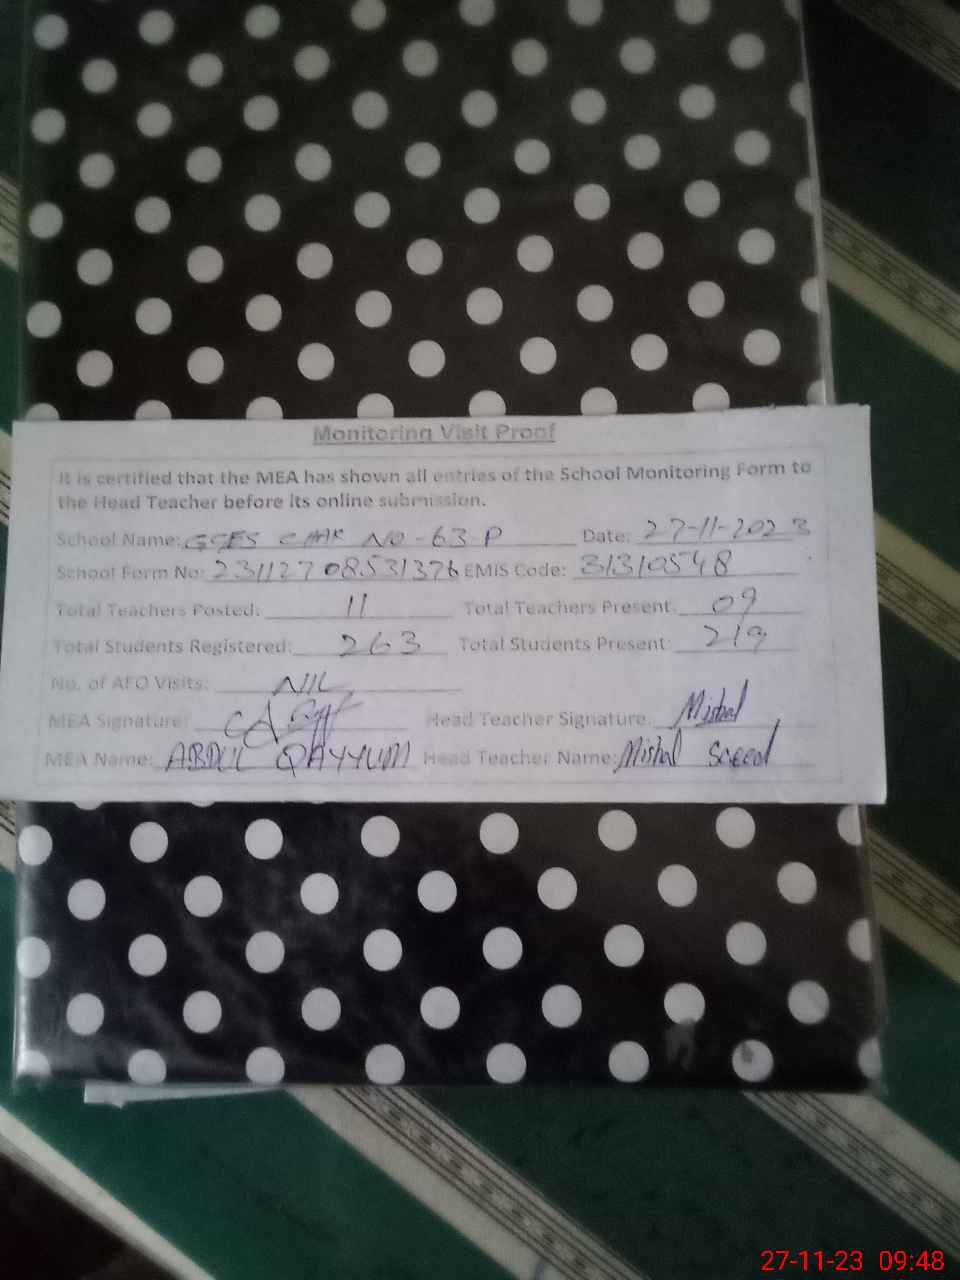 Monitoring Visit Proof
It is certified that the MEA has shown all entries of the School Monitoring Form to
the Head Teacher before its online submission.
School Name: GGES CHAK NO-63-P Date: 27-11-2023
School Form No: 23112708531376 EMIS Code: 31310548
Total Teachers Posted: 11 Total Teachers Present: 09
Total Students Registered: 263 Total Students Present: 219
No. of AEO Visits: NIL
MEA Signature: Head Teacher Signature: Mishal
MEA Name: ABDUL QAYYUM Head Teacher Name: Mishal Saeed
27-11-23 09:48